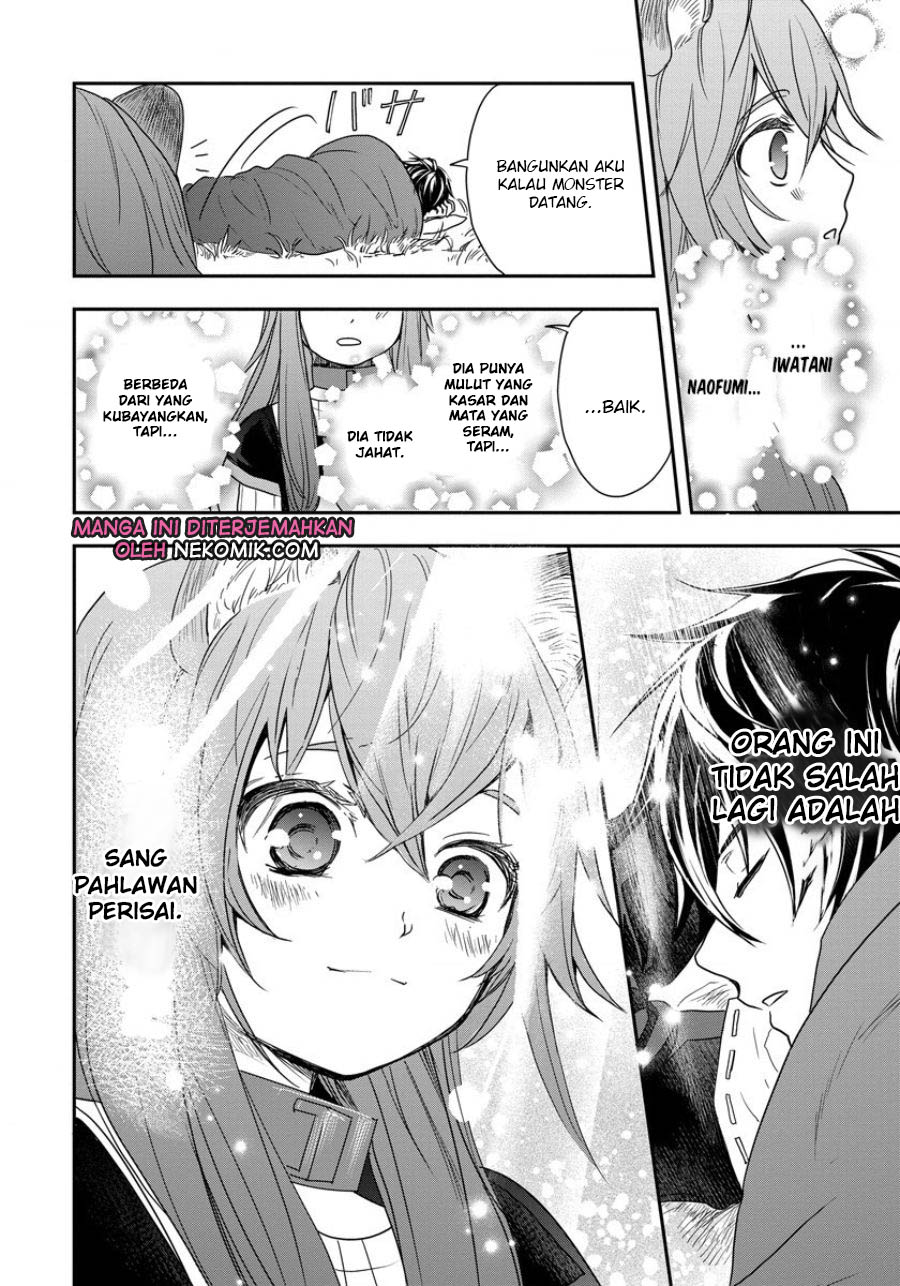 ...
IWATANI
NAOFUMI...
バサ
BANGUNKAN AKU
KALAU MONSTER
DATANG.
...BAIK.
DIA PUNYA
MULUT YANG
KASAR DAN
MATA YANG
SERAM,
TAPI...
DIA TIDAK
JAHAT.
BERBEDA
DARI YANG
KUBAYANGKAN,
TAPI...
MANGA INI DITERJEMAHKAN
OLEH NEKOMIK.COM
ORANG INI
TIDAK SALAH
LAGI ADALAH
SANG
PAHLAWAN
PERISAI.